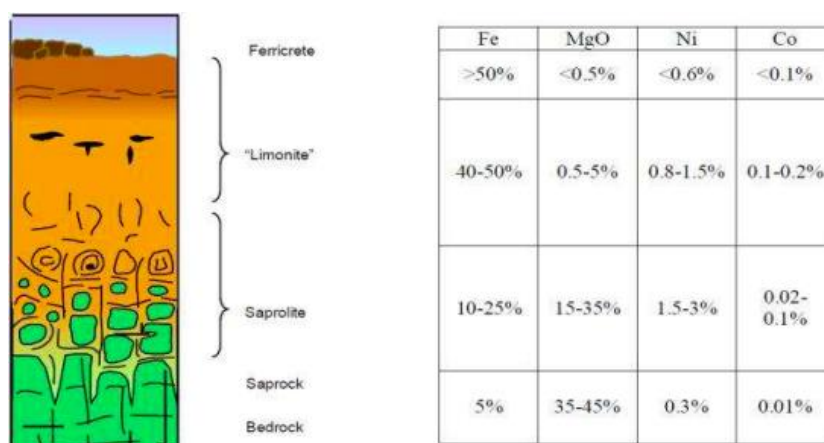 Ferricrete
"Limonite"
Saprolite
Saprock
Bedrock
Fe MgO Ni Co
>50% <0.5% <0.6% <0.1%
40-50% 0.5-5% 0.8-1.5% 0.1-0.2%
10-25% 15-35% 1.5-3% 0.02-
0.1%
5% 35-45% 0.3% 0.01%